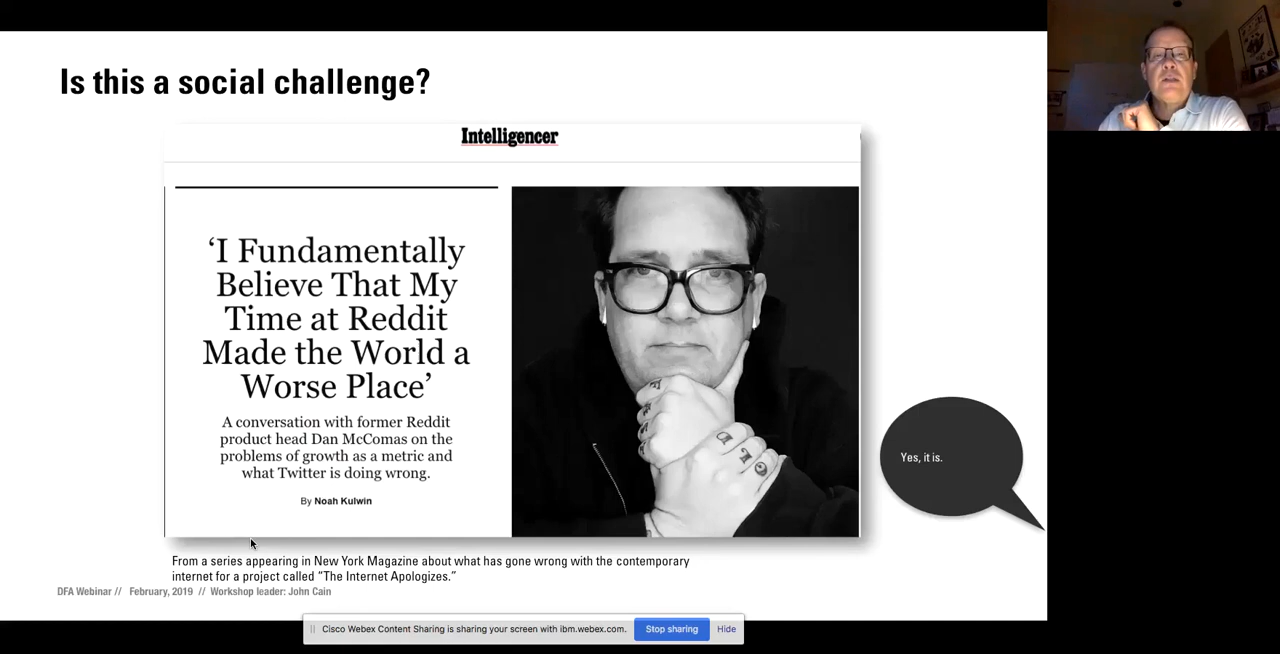 Is this a social challenge?
Intelligencer
‘I Fundamentally
Believe That My
Time at Reddit
Made the World a
Worse Place’
A conversation with former Reddit
product head Dan McComas on the
problems of growth as a metric and
what Twitter is doing wrong.
By Noah Kulwin
Yes, it is.
From a series appearing in New York Magazine about what has gone wrong with the contemporary
internet for a project called “The Internet Apologizes.”
DFA Webinar // February, 2019 // Workshop leader: John Cain
Cisco Webex Content Sharing is sharing your screen with ibm.webex.com.
Stop sharing
Hide